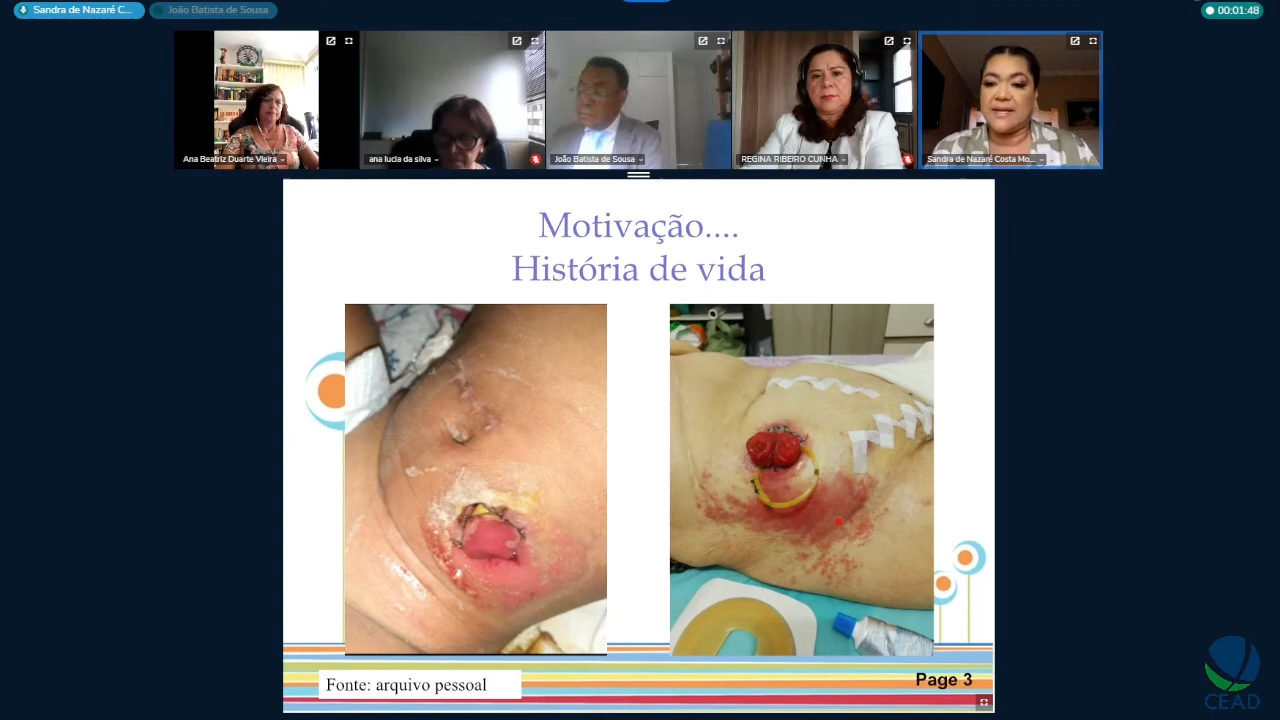 Sandra de Nazaré C...
João Batista de Sousa
00:01:48
Ana Beatriz Duarte Vieira
ana lucia da silva
João Batista de Sousa
REGINA RIBEIRO CUNHA
Sandra de Nazaré Costa Mo...
Motivação....
História de vida
Fonte: arquivo pessoal
Page 3
CEAD